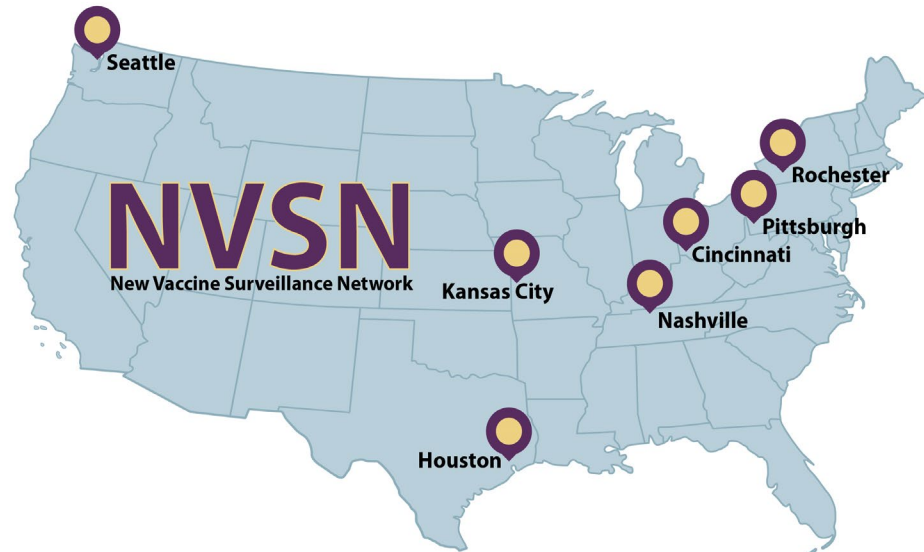 Seattle
Rochester
NVSN
Pittsburgh
Cincinnati
New Vaccine Surveillance Network
Kansas City
Nashville
Houston